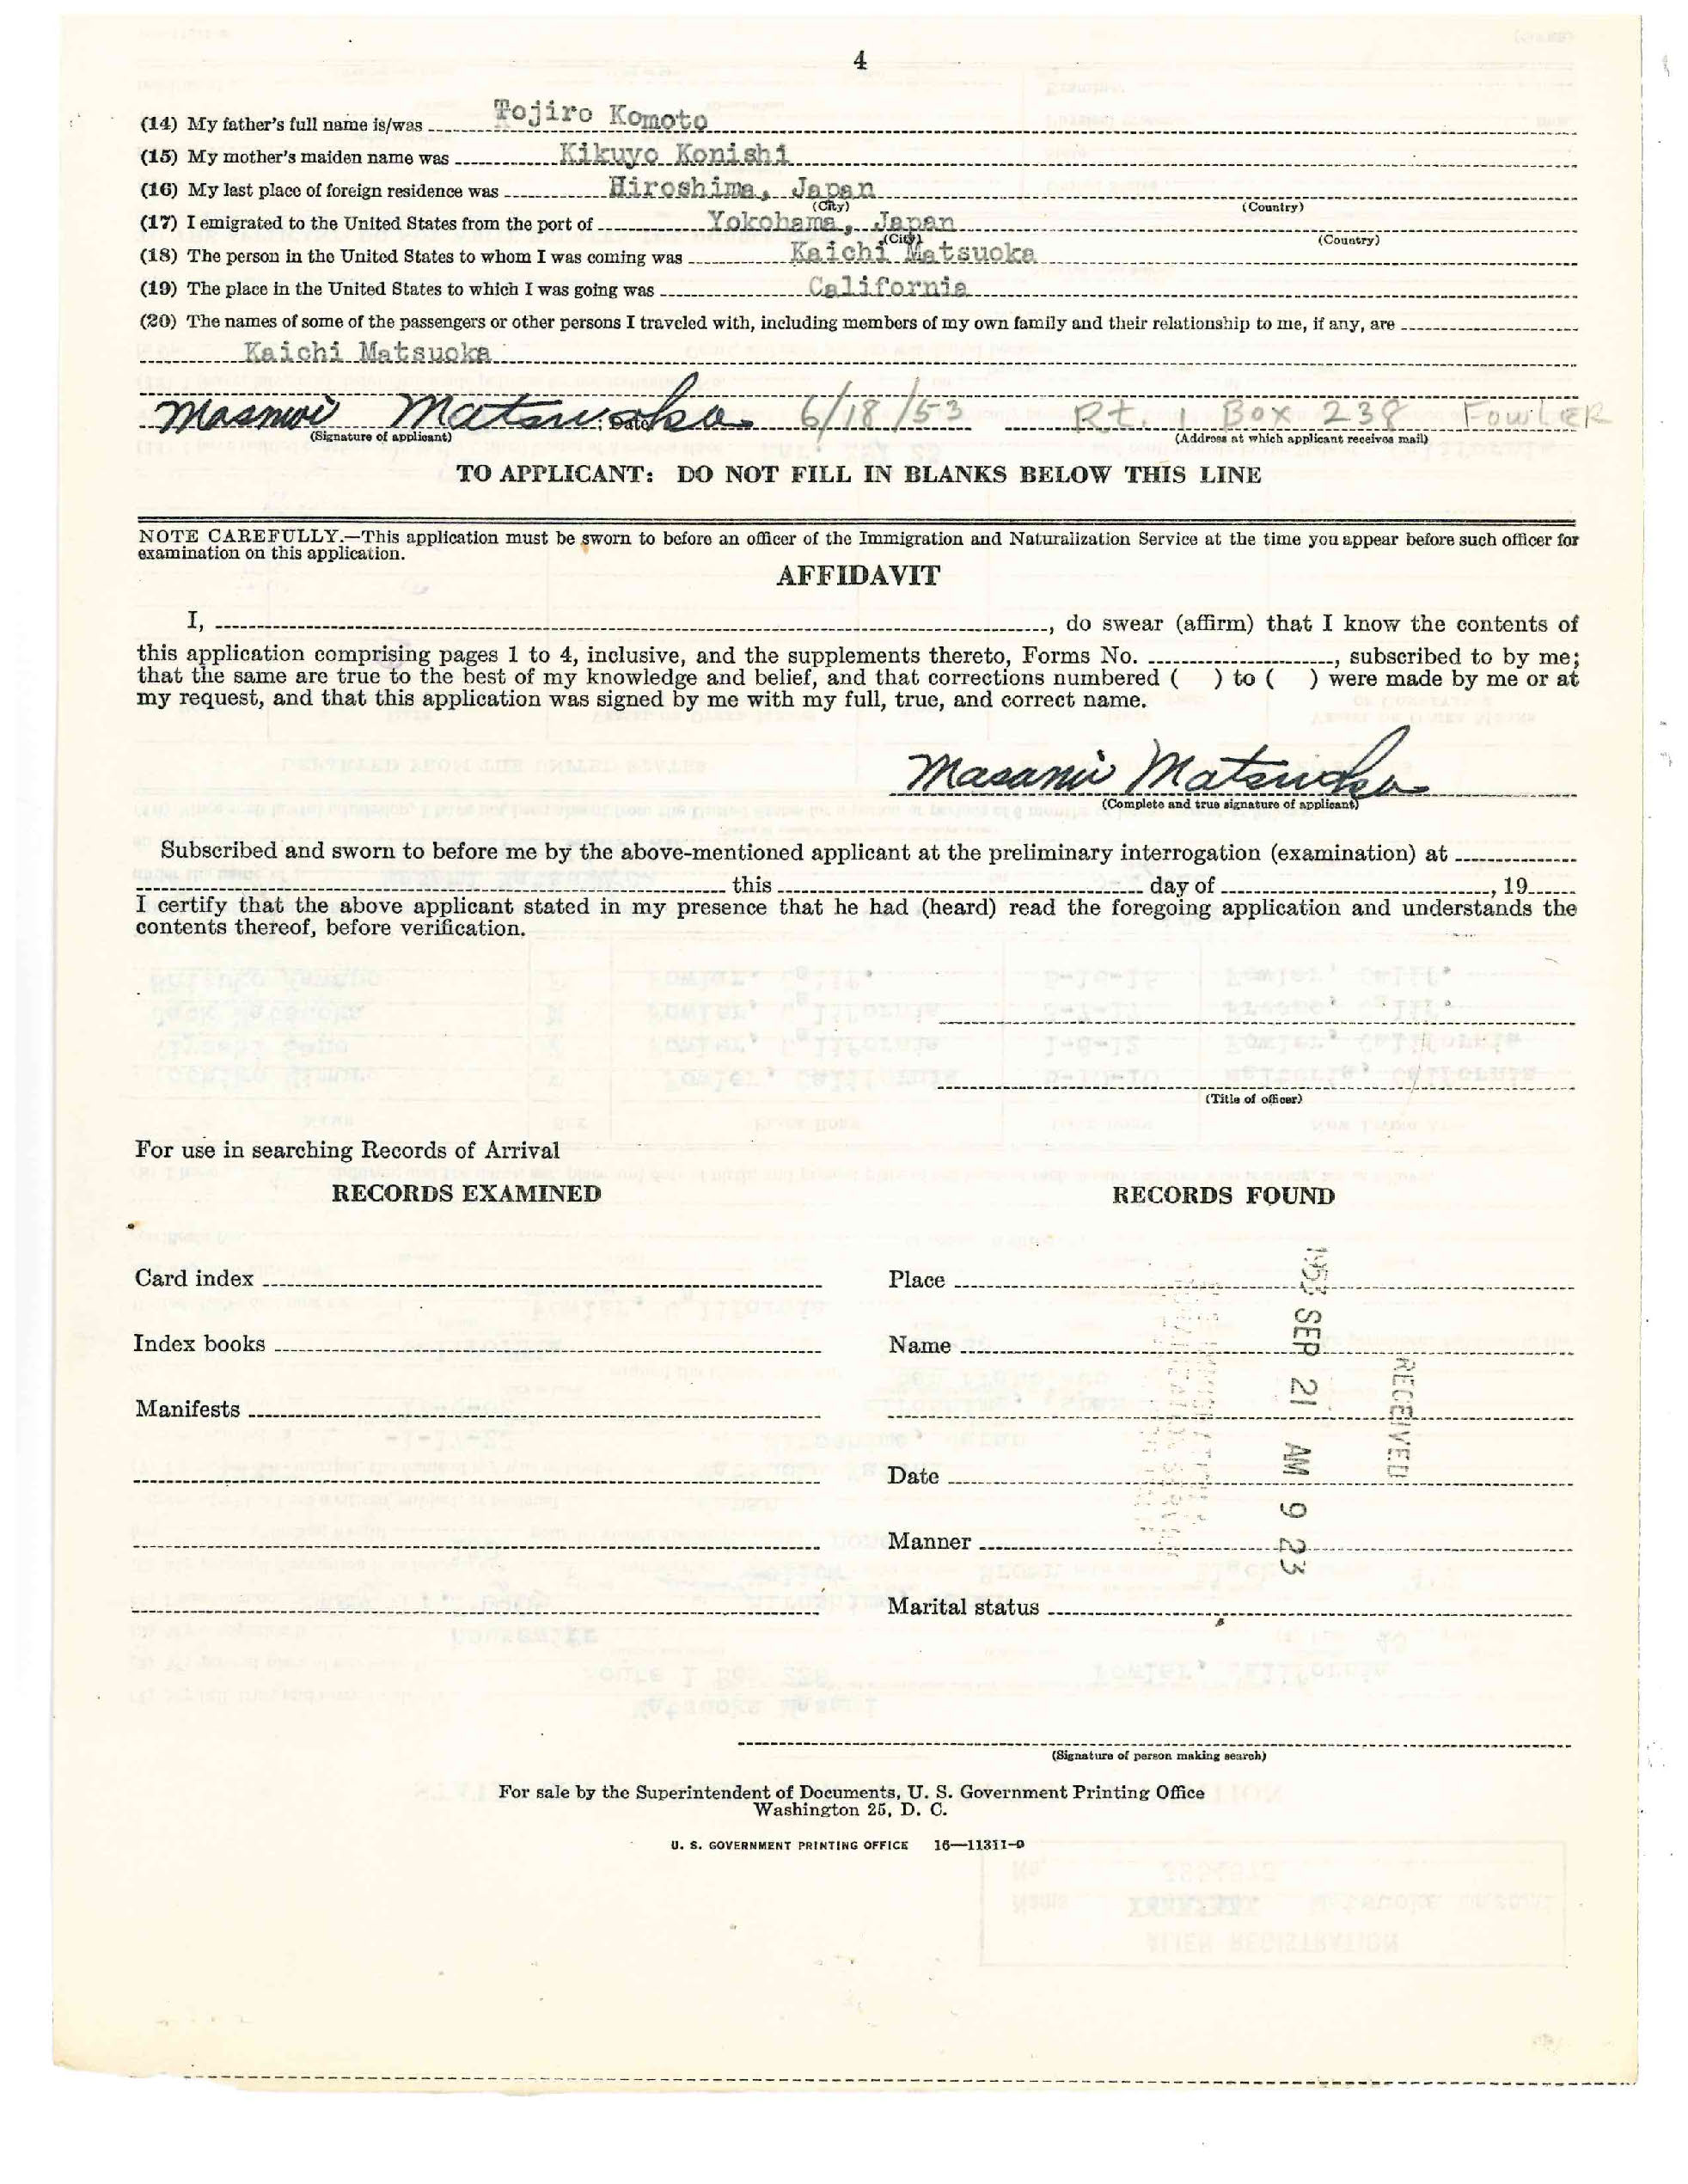 4
(14) My father's full name is/was Tojiro Komoto
(15) My mother's maiden name was Kikuyo Konishi
(16) My last place of foreign residence was Hiroshima, Japan
(City) (Country)
(17) I emigrated to the United States from the port of Yokohama, Japan
(City) (Country)
(18) The person in the United States to whom I was coming was Kaichi Matsuoka
(19) The place in the United States to which I was going was California
(20) The names of some of the passengers or other persons I traveled with, including members of my own family and their relationship to me, if any, are
Kaichi Matsuoka
Masami Matsuoka 6/18/53 Rt. 1 Box 238 FOWLER
(Signature of applicant) (Date) (Address at which applicant receives mail)
TO APPLICANT: DO NOT FILL IN BLANKS BELOW THIS LINE
NOTE CAREFULLY.—This application must be sworn to before an officer of the Immigration and Naturalization Service at the time you appear before such officer for
examination on this application.
AFFIDAVIT
I, , do swear (affirm) that I know the contents of
this application comprising pages 1 to 4, inclusive, and the supplements thereto, Forms No. , subscribed to by me;
that the same are true to the best of my knowledge and belief, and that corrections numbered ( ) to ( ) were made by me or at
my request, and that this application was signed by me with my full, true, and correct name.
Masami Matsuoka
(Complete and true signature of applicant)
Subscribed and sworn to before me by the above-mentioned applicant at the preliminary interrogation (examination) at
this day of , 19
I certify that the above applicant stated in my presence that he had (heard) read the foregoing application and understands the
contents thereof, before verification.
(Title of officer)
For use in searching Records of Arrival
RECORDS EXAMINED RECORDS FOUND
Card index Place
Index books Name
Manifests
Date
Manner
Marital status
1953 SEP 21 AM 9 23
RECEIVED
(Signature of person making search)
For sale by the Superintendent of Documents, U. S. Government Printing Office
Washington 25, D. C.
U. S. GOVERNMENT PRINTING OFFICE 16—11311-9